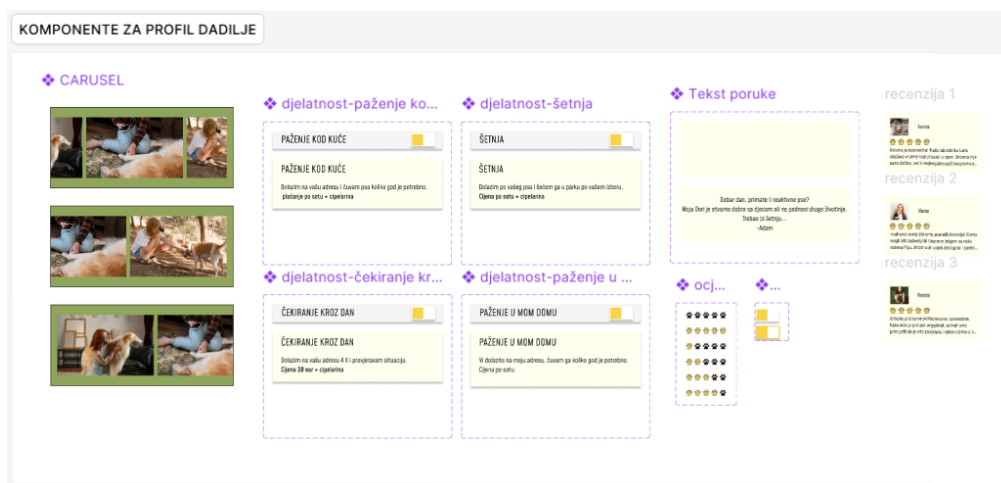 KOMPONENTE ZA PROFIL DADILJE
CARUSEL
djelatnost-paženje ko...
PAŽENJE KOD KUĆE
PAŽENJE KOD KUĆE
Dolazim na vašu adresu i čuvam psa koliko god je potrebno.
plaćanje po satu + cipelarina
djelatnost-šetnja
ŠETNJA
ŠETNJA
Dolazim po vašeg psa i šećem ga u parku po vašem izboru.
Cijena po satu + cipelarina
djelatnost-čekiranje kr...
ČEKIRANJE KROZ DAN
ČEKIRANJE KROZ DAN
Dolazim na vašu adresu 4 X i provjeravam situaciju.
Cijena 30 eur + cipelarina
djelatnost-paženje u ...
PAŽENJE U MOM DOMU
PAŽENJE U MOM DOMU
Vi dolazite na moju adresu, čuvam ga koliko god je potrebno.
Cijena po satu.
Tekst poruke
Dobar dan, primate li reaktivne pse?
Moja Dori je stvarno dobra sa djecom ali ne podnosi druge životinje.
Trebao bi šetnju....
-Adam
ocj...
...
recenzija 1
recenzija 2
recenzija 3